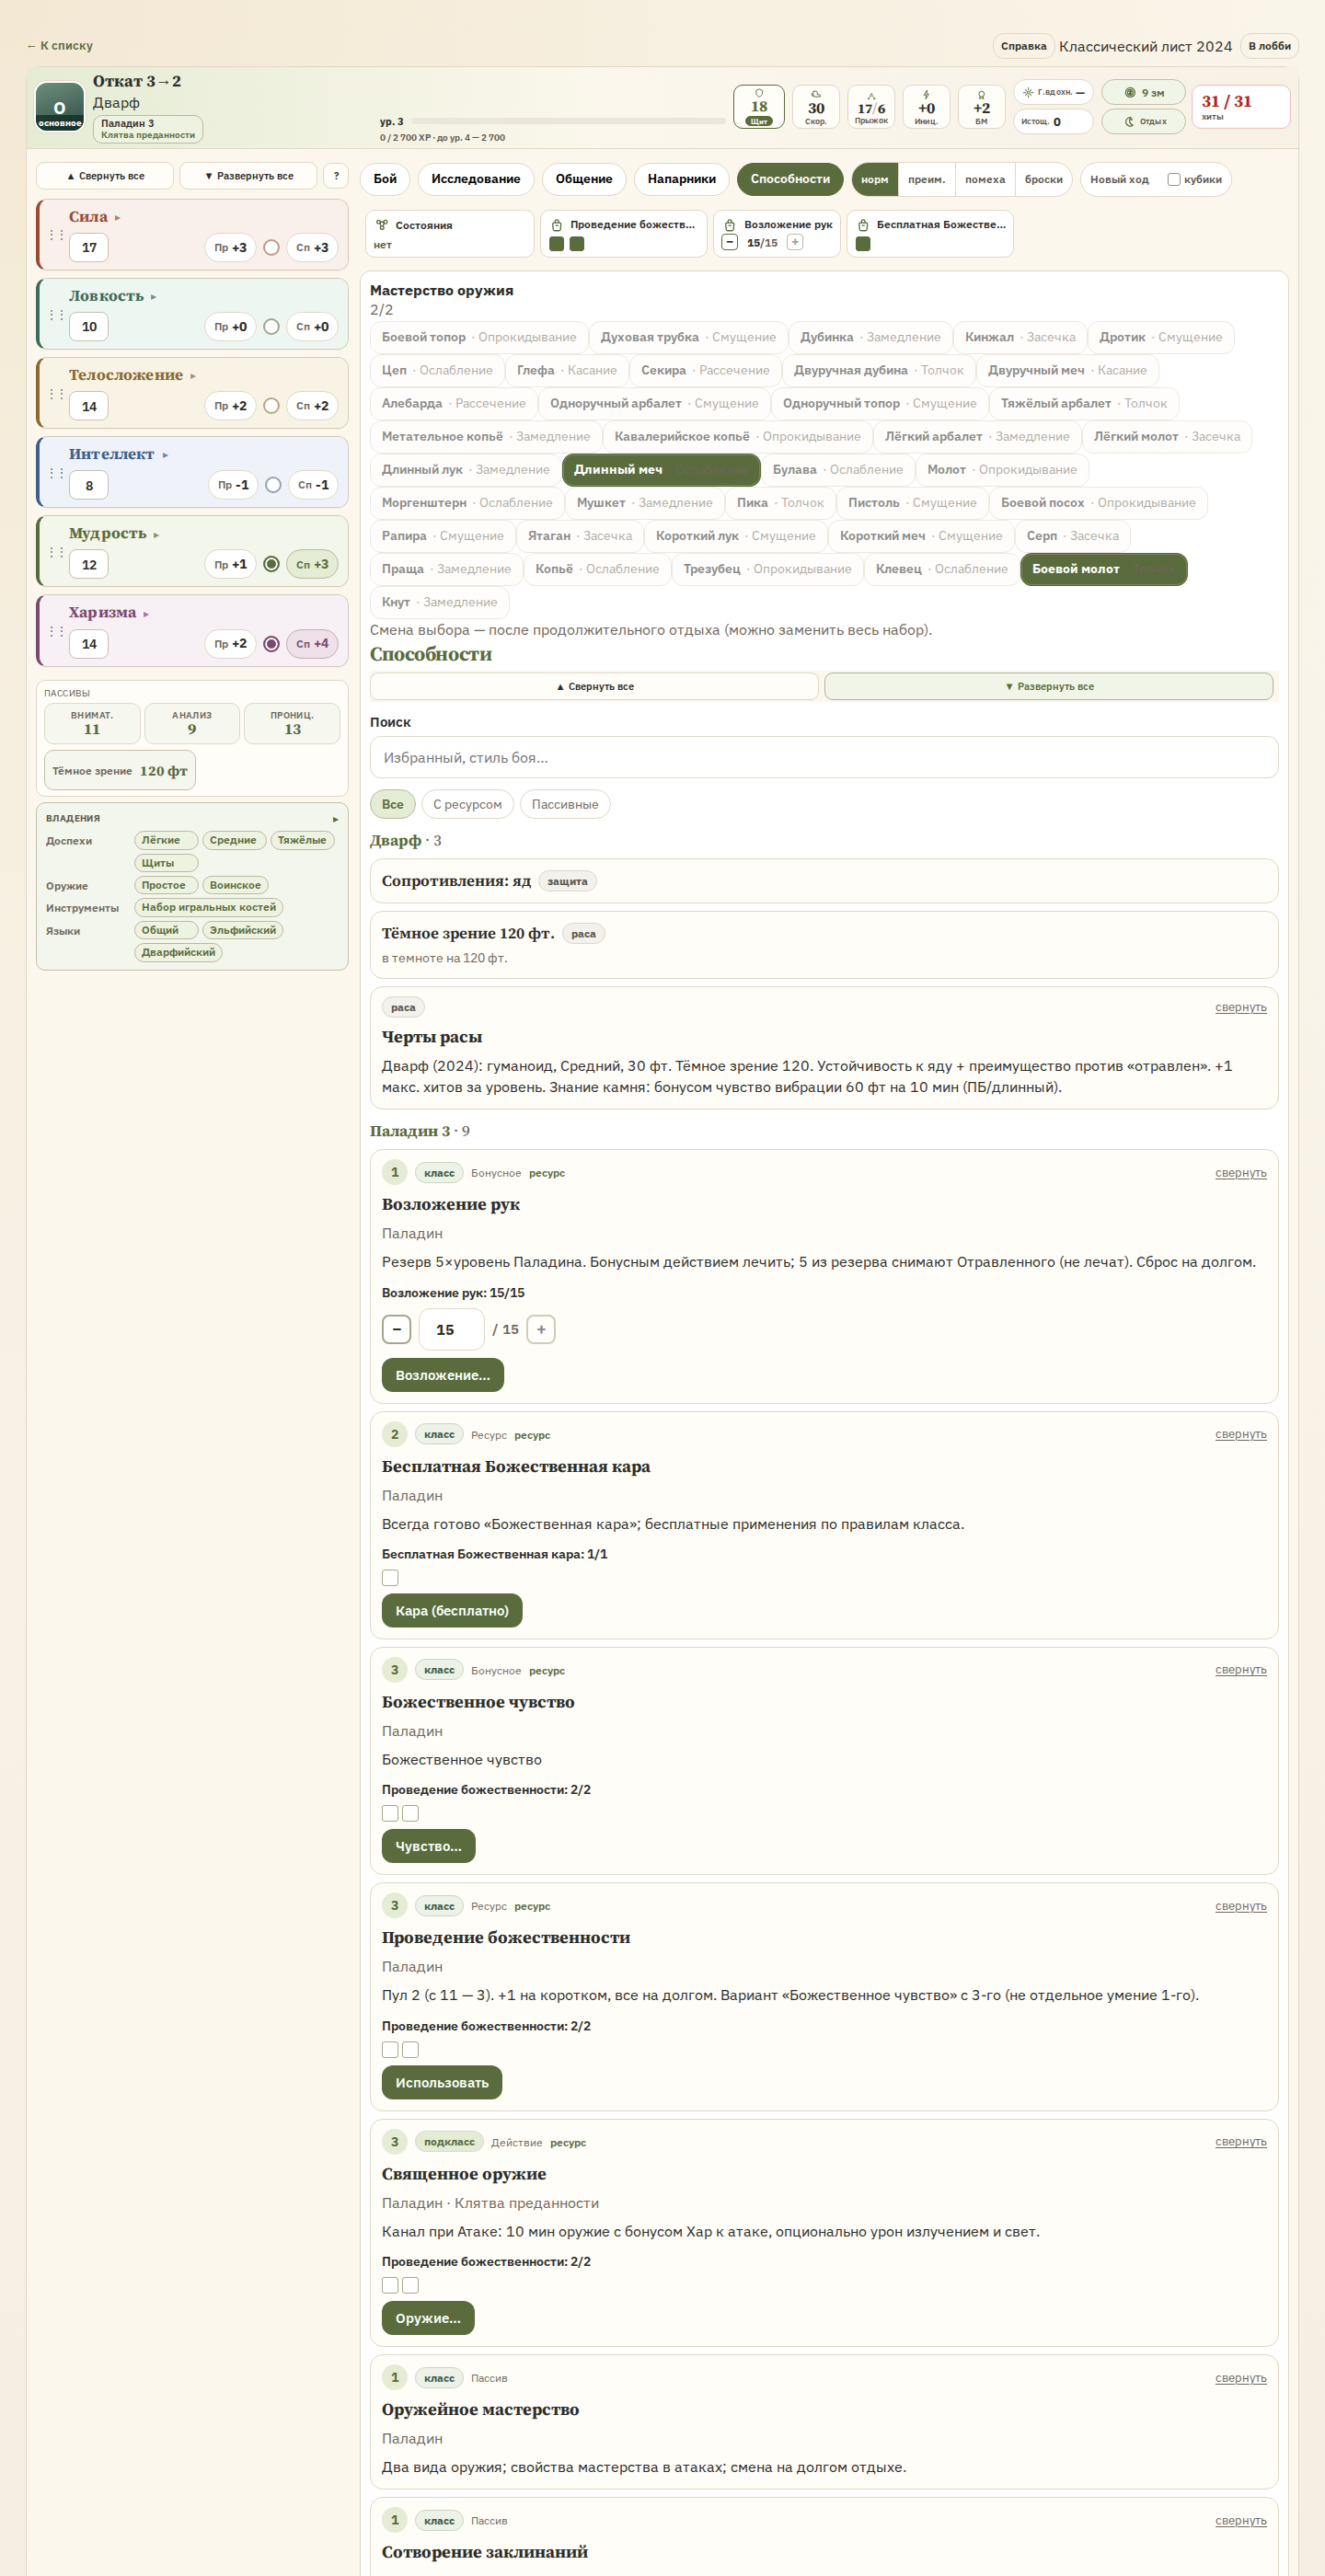 ← К списку
Справка Классический лист 2024 В лобби
О
основное
Откат 3→2
Дварф
Паладин 3
Клятва преданности
ур. 3
0 / 2 700 XP · до ур. 4 — 2 700
18
Щит
30
Скор.
17/6
Прыжок
+0
Иниц.
+2
БМ
Г.вдохн. —
Истощ. 0
9 зм
Отдых
31 / 31
хиты
▲ Свернуть все ▼ Развернуть все ?
Сила ▸
17 Пр +3 Сп +3
Ловкость ▸
10 Пр +0 Сп +0
Телосложение ▸
14 Пр +2 Сп +2
Интеллект ▸
8 Пр -1 Сп -1
Мудрость ▸
12 Пр +1 Сп +3
Харизма ▸
14 Пр +2 Сп +4
ПАССИВЫ
ВНИМАТ. АНАЛИЗ ПРОНИЦ.
11 9 13
Тёмное зрение 120 фт
ВЛАДЕНИЯ ▸
Доспехи Лёгкие Средние Тяжёлые
Щиты
Оружие Простое Воинское
Инструменты Набор игральных костей
Языки Общий Эльфийский
Дварфийский
Бой Исследование Общение Напарники Способности норм преим. помеха броски Новый ход кубики
Состояния
нет
Проведение божеств...
Возложение рук
− 15/15 +
Бесплатная Божестве...
Мастерство оружия
2/2
Боевой топор · Опрокидывание Духовая трубка · Смущение Дубинка · Замедление Кинжал · Засечка Дротик · Смущение
Цеп · Ослабление Глефа · Касание Секира · Рассечение Двуручная дубина · Толчок Двуручный меч · Касание
Алебарда · Рассечение Одноручный арбалет · Смущение Одноручный топор · Смущение Тяжёлый арбалет · Толчок
Метательное копьё · Замедление Кавалерийское копьё · Опрокидывание Лёгкий арбалет · Замедление Лёгкий молот · Засечка
Длинный лук · Замедление Длинный меч Булава · Ослабление Молот · Опрокидывание
Моргенштерн · Ослабление Мушкет · Замедление Пика · Толчок Пистоль · Смущение Боевой посох · Опрокидывание
Рапира · Смущение Ятаган · Засечка Короткий лук · Смущение Короткий меч · Смущение Серп · Засечка
Праща · Замедление Копьё · Ослабление Трезубец · Опрокидывание Клевец · Ослабление Боевой молот
Кнут · Замедление
Смена выбора — после продолжительного отдыха (можно заменить весь набор).
Способности
▲ Свернуть все ▼ Развернуть все
Поиск
Избранный, стиль боя...
Все С ресурсом Пассивные
Дварф · 3
Сопротивления: яд защита
Тёмное зрение 120 фт. раса
в темноте на 120 фт.
раса свернуть
Черты расы
Дварф (2024): гуманоид, Средний, 30 фт. Тёмное зрение 120. Устойчивость к яду + преимущество против «отравлен». +1
макс. хитов за уровень. Знание камня: бонусом чувство вибрации 60 фт на 10 мин (ПБ/длинный).
Паладин 3 · 9
1 класс Бонусное ресурс свернуть
Возложение рук
Паладин
Резерв 5×уровень Паладина. Бонусным действием лечить; 5 из резерва снимают Отравленного (не лечат). Сброс на долгом.
Возложение рук: 15/15
− 15 / 15 +
Возложение...
2 класс Ресурс ресурс свернуть
Бесплатная Божественная кара
Паладин
Всегда готово «Божественная кара»; бесплатные применения по правилам класса.
Бесплатная Божественная кара: 1/1
Кара (бесплатно)
3 класс Бонусное ресурс свернуть
Божественное чувство
Паладин
Божественное чувство
Проведение божественности: 2/2
Чувство...
3 класс Ресурс ресурс свернуть
Проведение божественности
Паладин
Пул 2 (с 11 — 3). +1 на коротком, все на долгом. Вариант «Божественное чувство» с 3-го (не отдельное умение 1-го).
Проведение божественности: 2/2
Использовать
3 подкласс Действие ресурс свернуть
Священное оружие
Паладин · Клятва преданности
Канал при Атаке: 10 мин оружие с бонусом Хар к атаке, опционально урон излучением и свет.
Проведение божественности: 2/2
Оружие...
1 класс Пассив свернуть
Оружейное мастерство
Паладин
Два вида оружия; свойства мастерства в атаках; смена на долгом отдыхе.
1 класс Пассив свернуть
Сотворение заклинаний